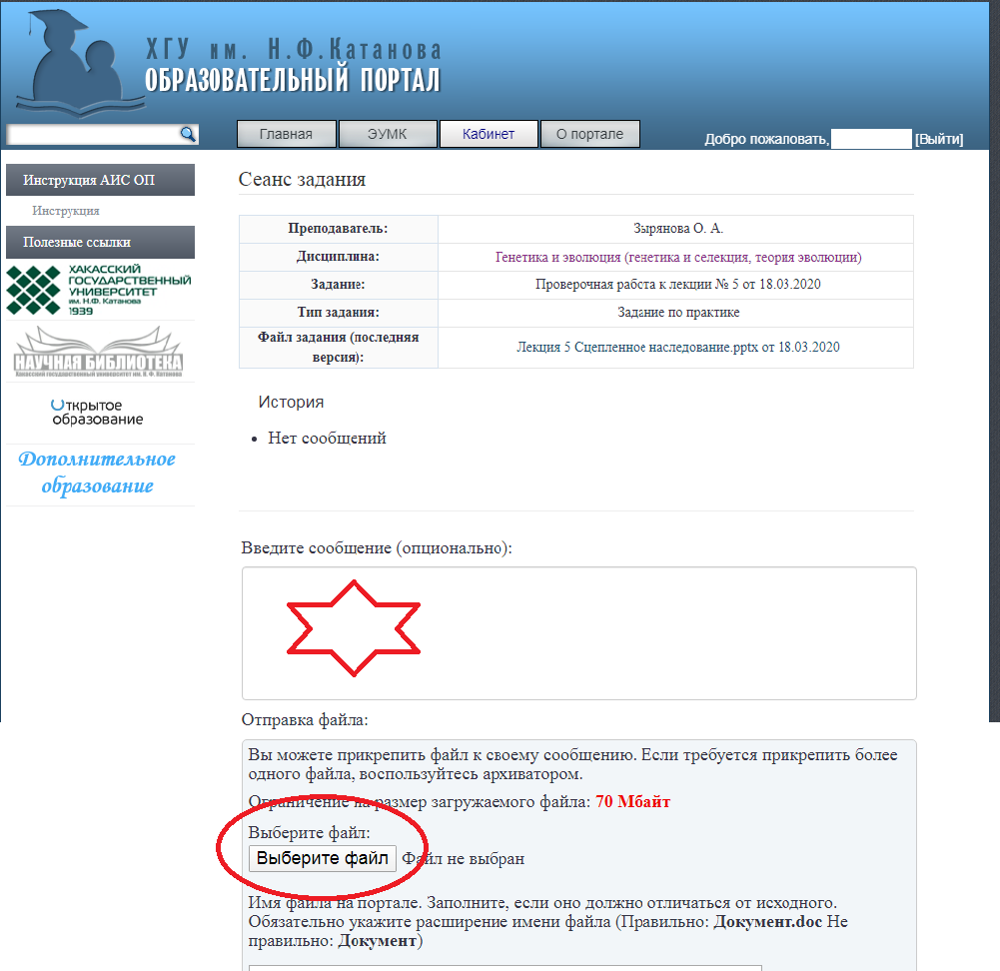 ХГУ им. Н.Ф.Катанова
ОБРАЗОВАТЕЛЬНЫЙ ПОРТАЛ
Главная
ЭУМК
Кабинет
О портале
Добро пожаловать, [Выйти]
Инструкция АИС ОП
Инструкция
Полезные ссылки
ХАКАССКИЙ
ГОСУДАРСТВЕННЫЙ
УНИВЕРСИТЕТ
им. Н.Ф. Катанова
1939
НАУЧНАЯ БИБЛИОТЕКА
Хакасский государственный университет им. Н. Ф. Катанова
Открытое
образование
Дополнительное
образование
Сеанс задания
Преподаватель: Зырянова О. А.
Дисциплина: Генетика и эволюция (генетика и селекция, теория эволюции)
Задание: Проверочная работа к лекции № 5 от 18.03.2020
Тип задания: Задание по практике
Файл задания (последняя
версия): Лекция 5 Сцепленное наследование.pptx от 18.03.2020
История
Нет сообщений
Введите сообщение (опционально):
Отправка файла:
Вы можете прикрепить файл к своему сообщению. Если требуется прикрепить более
одного файла, воспользуйтесь архиватором.
Ограничение на размер загружаемого файла: 70 Мбайт
Выберите файл:
Выберите файл Файл не выбран
Имя файла на портале. Заполните, если оно должно отличаться от исходного.
Обязательно укажите расширение имени файла (Правильно: Документ.doc Не
правильно: Документ)